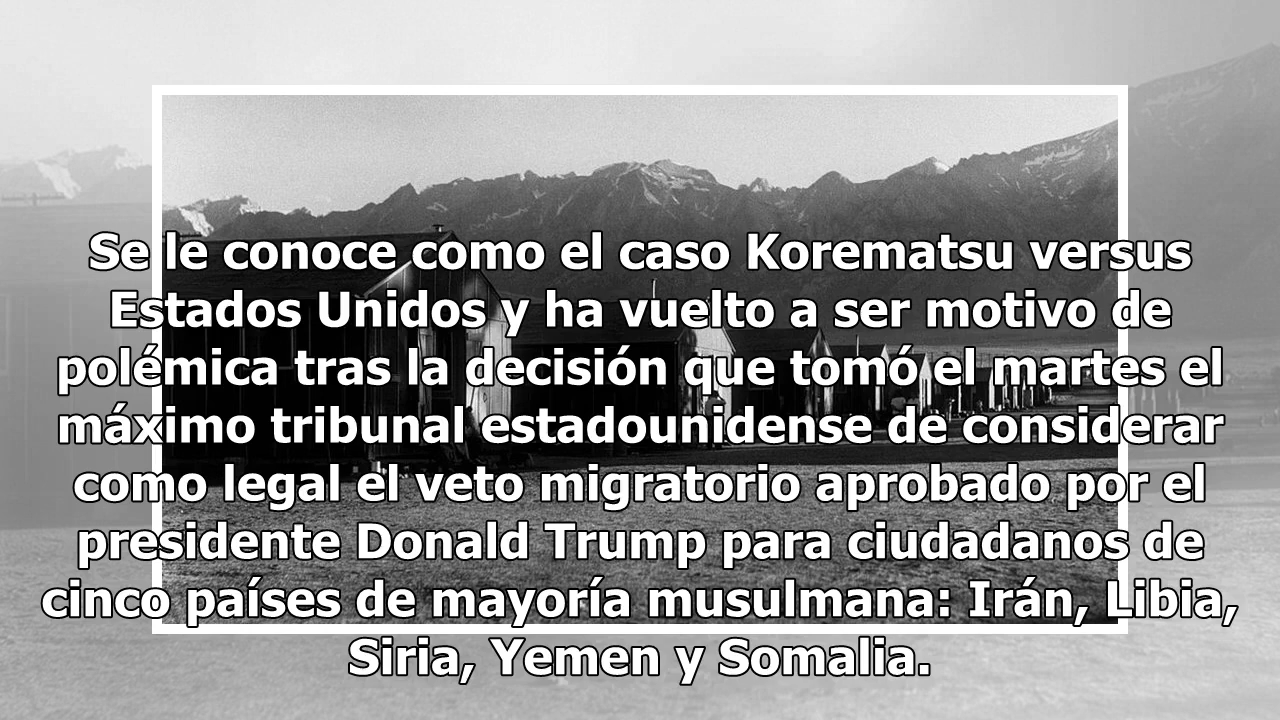 Se le conoce como el caso Korematsu versus
Estados Unidos y ha vuelto a ser motivo de
polémica tras la decisión que tomó el martes el
máximo tribunal estadounidense de considerar
como legal el veto migratorio aprobado por el
presidente Donald Trump para ciudadanos de
cinco países de mayoría musulmana: Irán, Libia,
Siria, Yemen y Somalia.